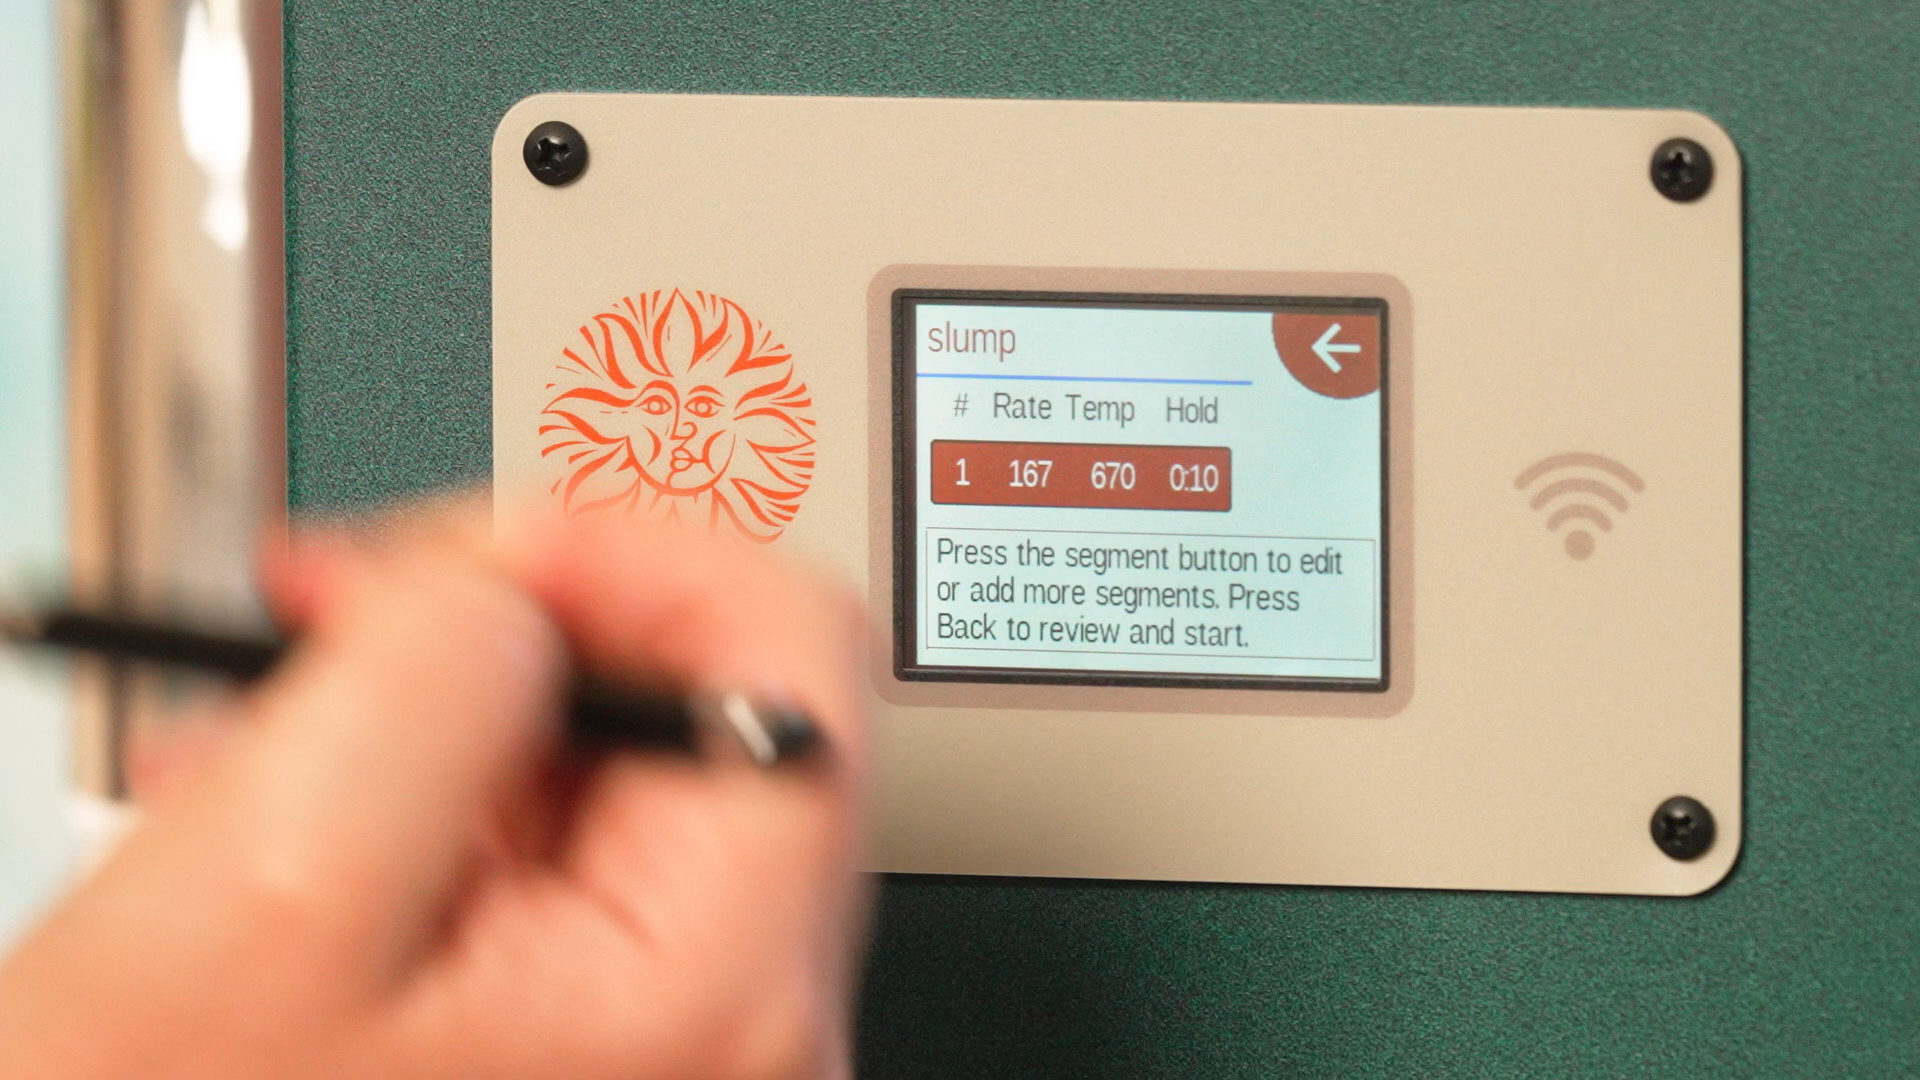 slump
# Rate Temp Hold
1 167 670 0:10
Press the segment button to edit
or add more segments. Press
Back to review and start.